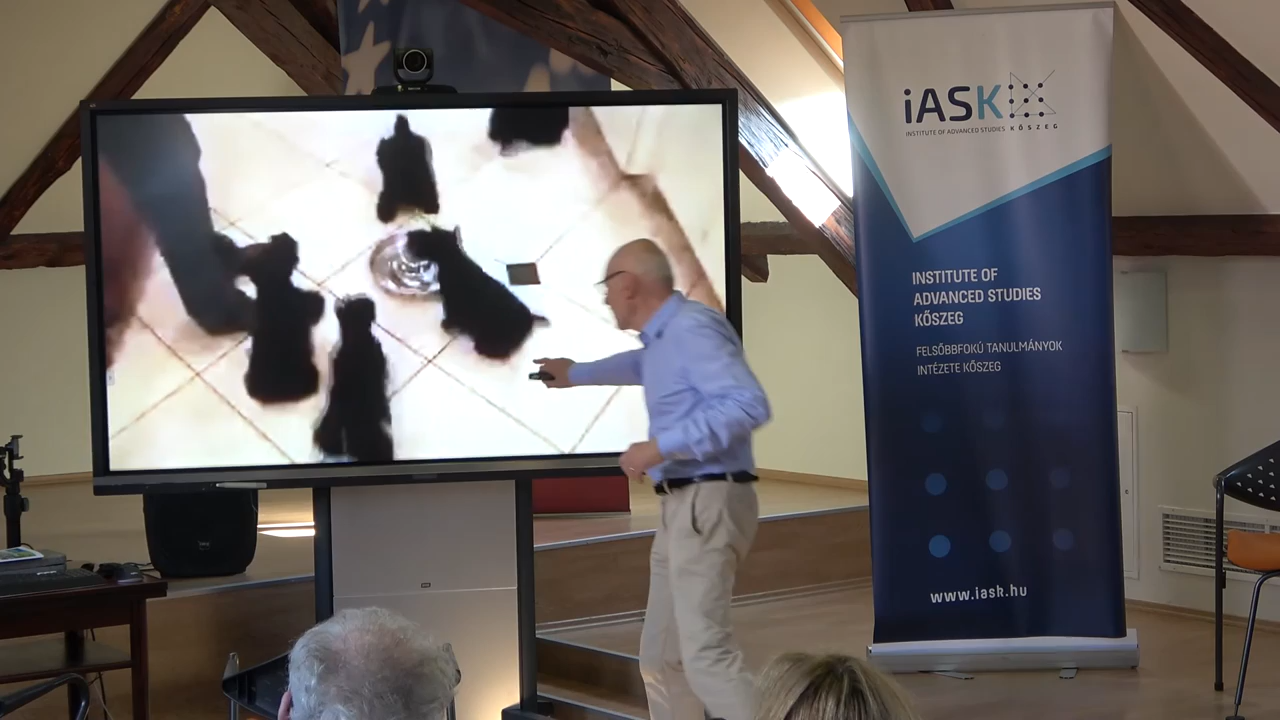 iASK
INSTITUTE OF ADVANCED STUDIES KŐSZEG
INSTITUTE OF
ADVANCED STUDIES
KŐSZEG
FELSŐBBFOKÚ TANULMÁNYOK
INTÉZETE KŐSZEG
www.iask.hu